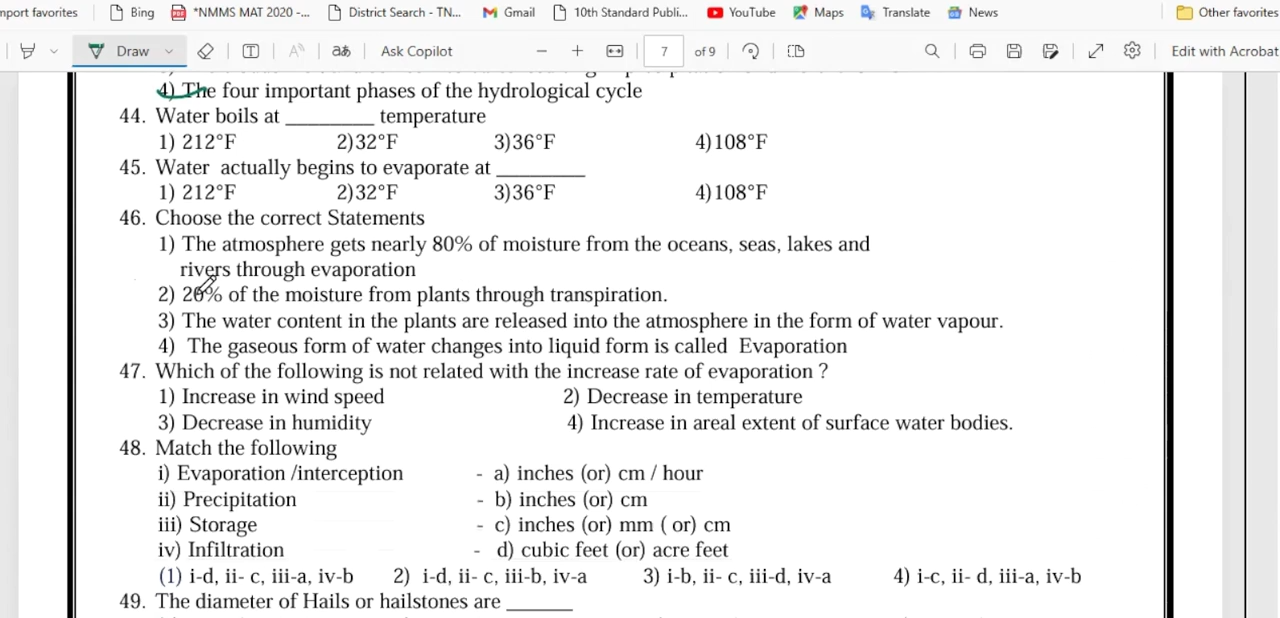 nport favorites Bing *NMMS MAT 2020 -... District Search - TN... Gmail 10th Standard Publi... YouTube Maps Translate News Other favorites
Draw Ask Copilot 7 of 9 Edit with Acrobat
4) The four important phases of the hydrological cycle
44. Water boils at ________ temperature
1) 212°F 2)32°F 3)36°F 4)108°F
45. Water actually begins to evaporate at ________
1) 212°F 2)32°F 3)36°F 4)108°F
46. Choose the correct Statements
1) The atmosphere gets nearly 80% of moisture from the oceans, seas, lakes and
rivers through evaporation
2) 20% of the moisture from plants through transpiration.
3) The water content in the plants are released into the atmosphere in the form of water vapour.
4) The gaseous form of water changes into liquid form is called Evaporation
47. Which of the following is not related with the increase rate of evaporation ?
1) Increase in wind speed 2) Decrease in temperature
3) Decrease in humidity 4) Increase in areal extent of surface water bodies.
48. Match the following
i) Evaporation /interception - a) inches (or) cm / hour
ii) Precipitation - b) inches (or) cm
iii) Storage - c) inches (or) mm ( or) cm
iv) Infiltration - d) cubic feet (or) acre feet
(1) i-d, ii- c, iii-a, iv-b 2) i-d, ii- c, iii-b, iv-a 3) i-b, ii- c, iii-d, iv-a 4) i-c, ii- d, iii-a, iv-b
49. The diameter of Hails or hailstones are ______